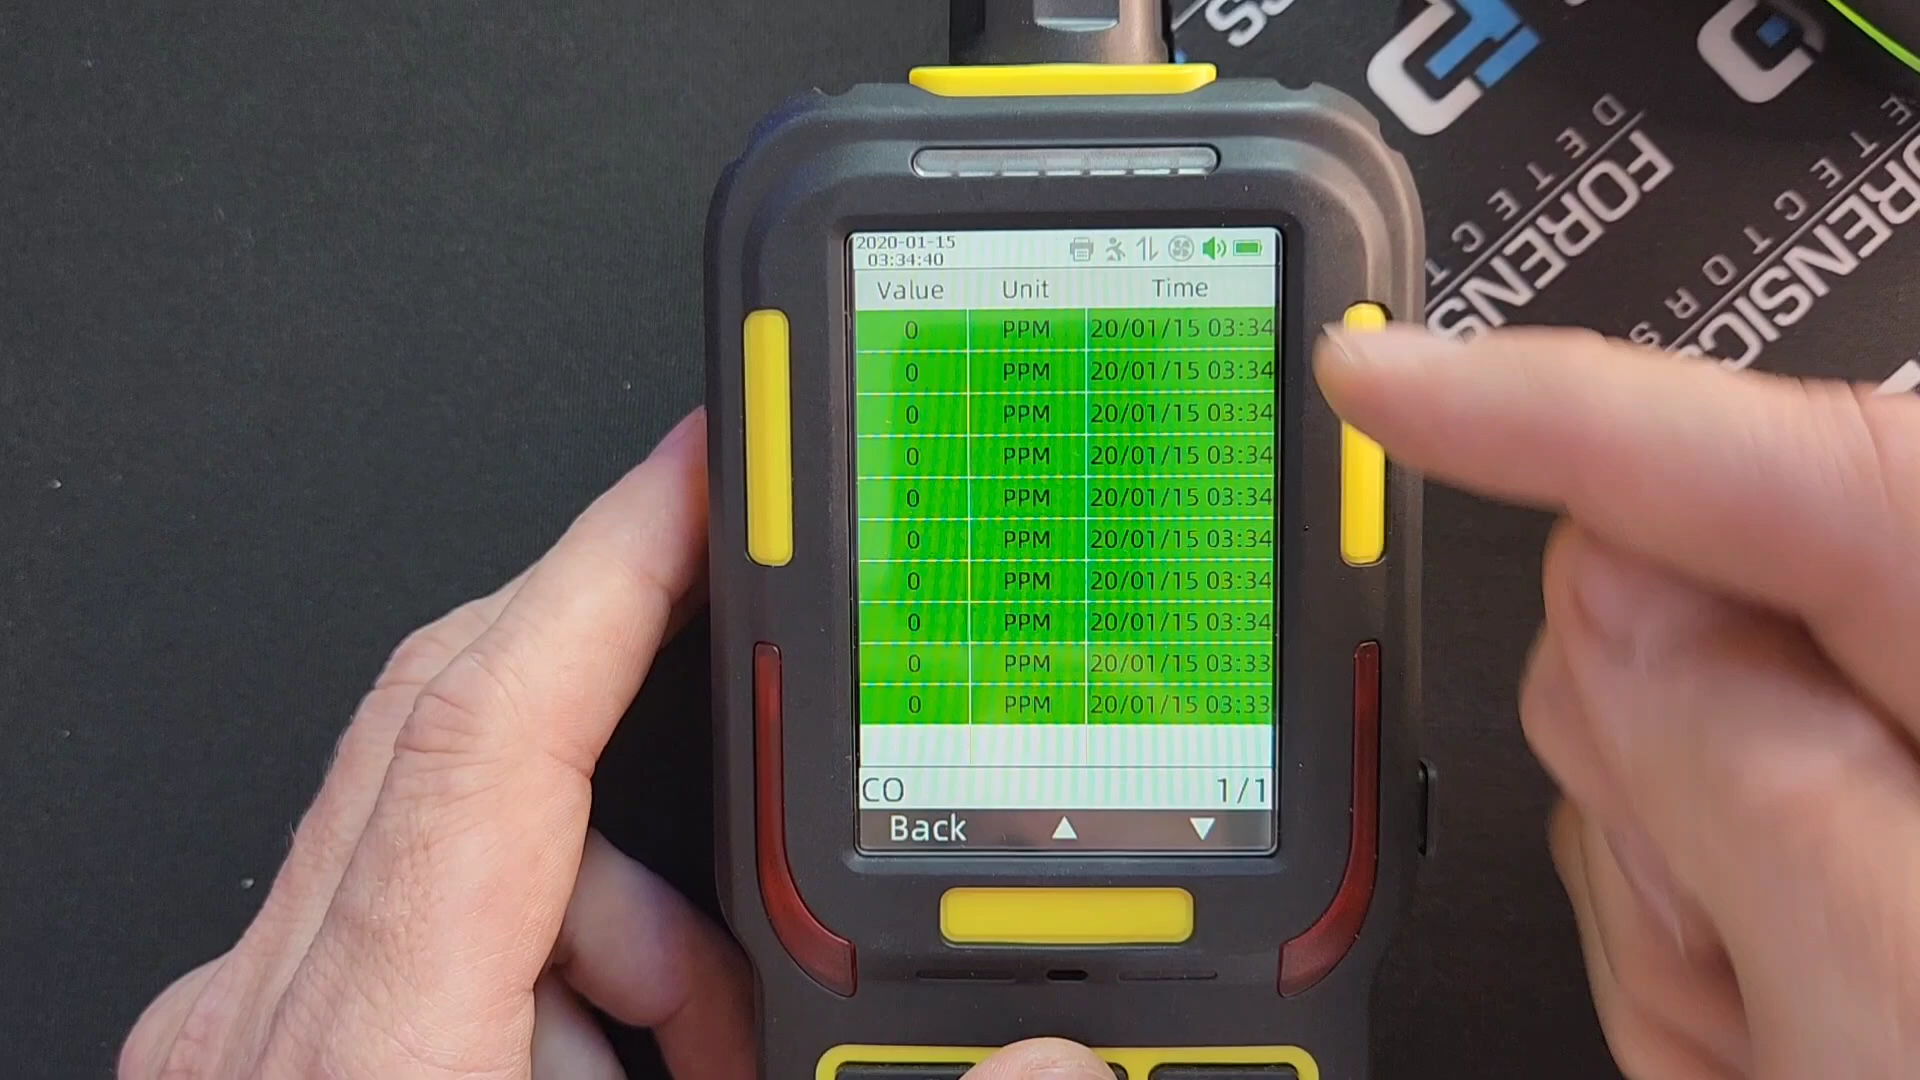 2020-01-15
03:34:40
Value Unit Time
0 PPM 20/01/15 03:34
0 PPM 20/01/15 03:34
0 PPM 20/01/15 03:34
0 PPM 20/01/15 03:34
0 PPM 20/01/15 03:34
0 PPM 20/01/15 03:34
0 PPM 20/01/15 03:34
0 PPM 20/01/15 03:34
0 PPM 20/01/15 03:33
0 PPM 20/01/15 03:33
CO 1/1
Back
FORENSICS
DETECTORS